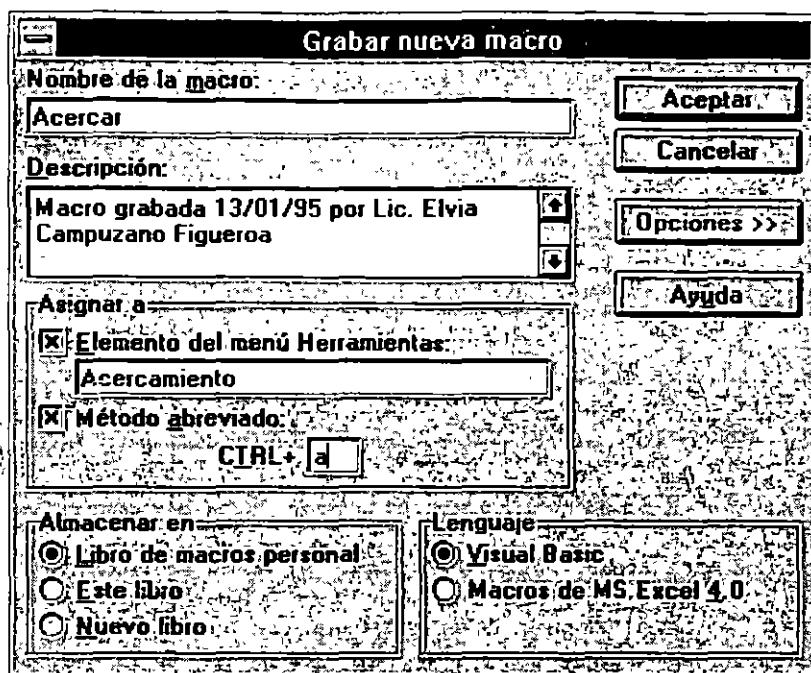 Grabar nueva macro
Nombre de la macro:
Acercar
Aceptar
Cancelar
Descripción:
Macro grabada 13/01/95 por Lic. Elvia
Campuzano Figueroa
Opciones >>
Ayuda
Asignar a
Elemento del menú Herramientas:
Acercamiento
Método abreviado:
CTRL+ a
Almacenar en
Libro de macros personal
Este libro
Nuevo libro
Lenguaje
Visual Basic
Macros de MS Excel 4.0